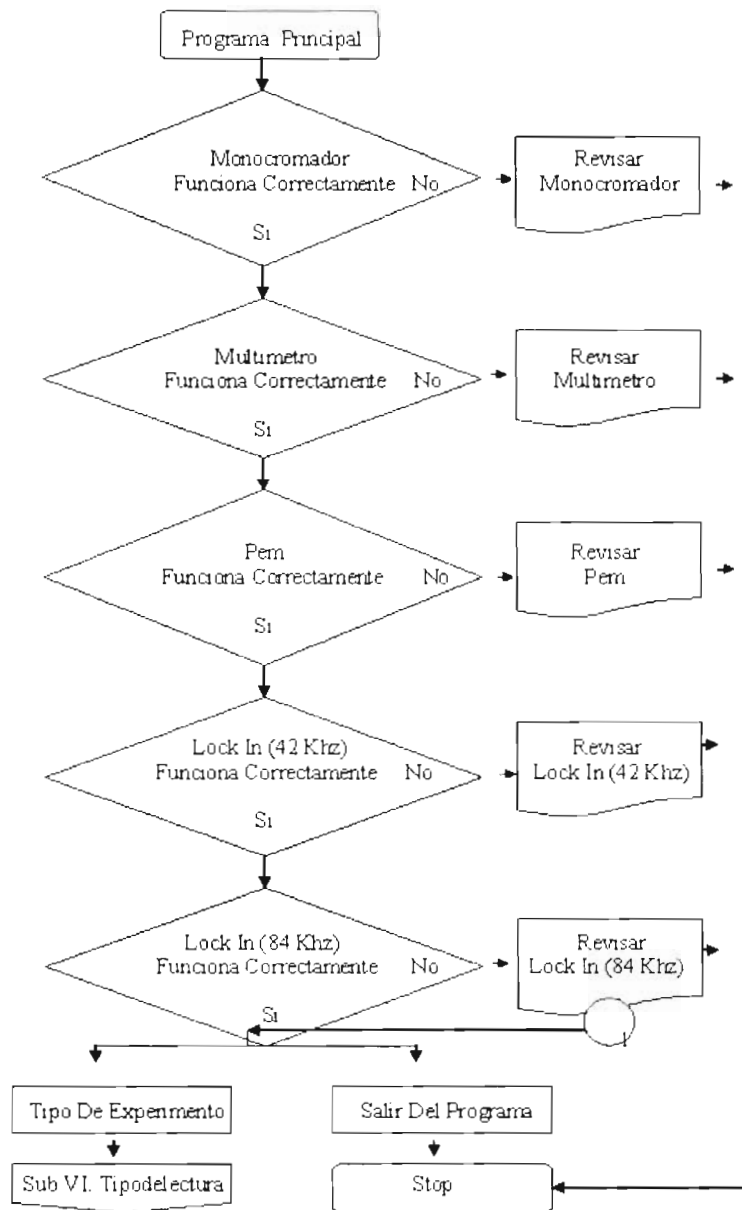 Programa Principal
Monocromador
Funciona Correctamente No
Si
Revisar
Monocromador
Multimetro
Funciona Correctamente No
Si
Revisar
Multimetro
Pem
Funciona Correctamente No
Si
Revisar
Pem
Lock In (42 Khz)
Funciona Correctamente No
Si
Revisar
Lock In (42 Khz)
Lock In (84 Khz)
Funciona Correctamente No
Si
Revisar
Lock In (84 Khz)
1
Tipo De Experimento
Salir Del Programa
Sub VI. Tipodelectura
Stop